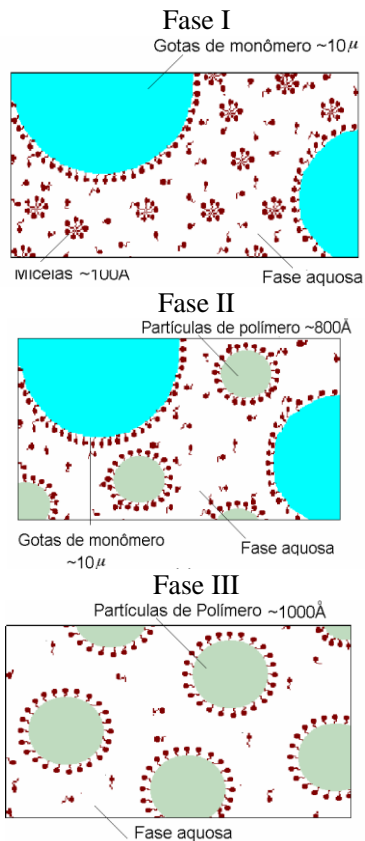 Fase I
Gotas de monômero ~10μ
Micelas ~100A
Fase aquosa
Fase II
Partículas de polímero ~800Å
Gotas de monômero
~10μ
Fase aquosa
Fase III
Partículas de Polímero ~1000Å
Fase aquosa